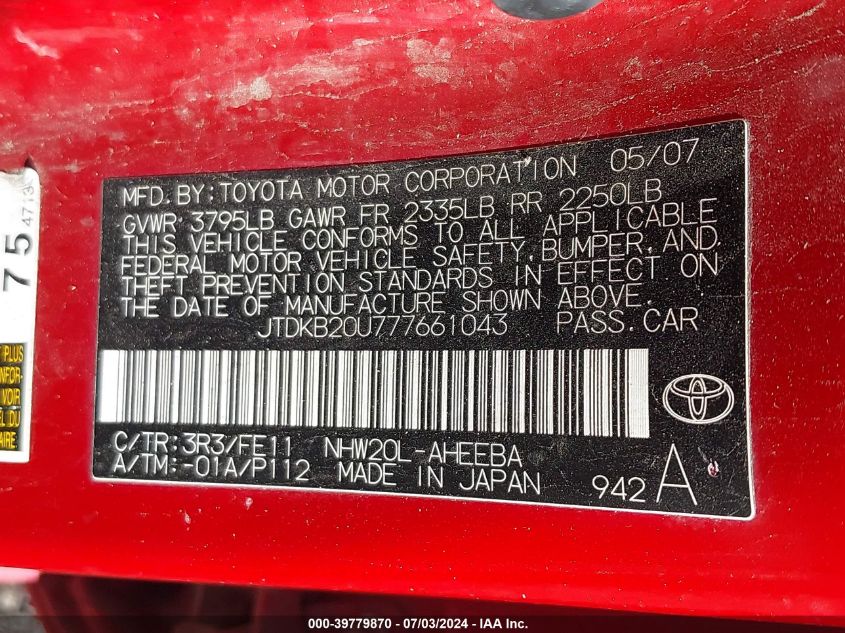 MFD. BY: TOYOTA MOTOR CORPORATION 05/07
GVWR 3795LB GAWR FR 2335LB RR 2250LB
THIS VEHICLE CONFORMS TO ALL APPLICABLE
FEDERAL MOTOR VEHICLE SAFETY, BUMPER, AND
THEFT PREVENTION STANDARDS IN EFFECT ON
THE DATE OF MANUFACTURE SHOWN ABOVE.
JTDKB20U777661043 PASS. CAR
C/TR: 3R3/FE11 NHW20L-AHEEBA
A/TM: -01A/P112 MADE IN JAPAN 942 A
75
4713
PLUS
VOIR
000-39779870 - 07/03/2024 - IAA Inc.